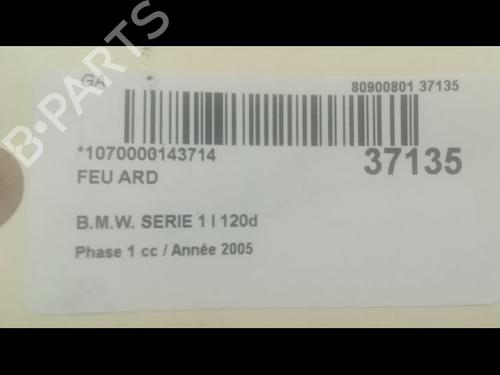 GA
80900801 37135
*1070000143714
37135
FEU ARD
B.M.W. SERIE 1 I 120d
Phase 1 cc / Année 2005
B-PARTS